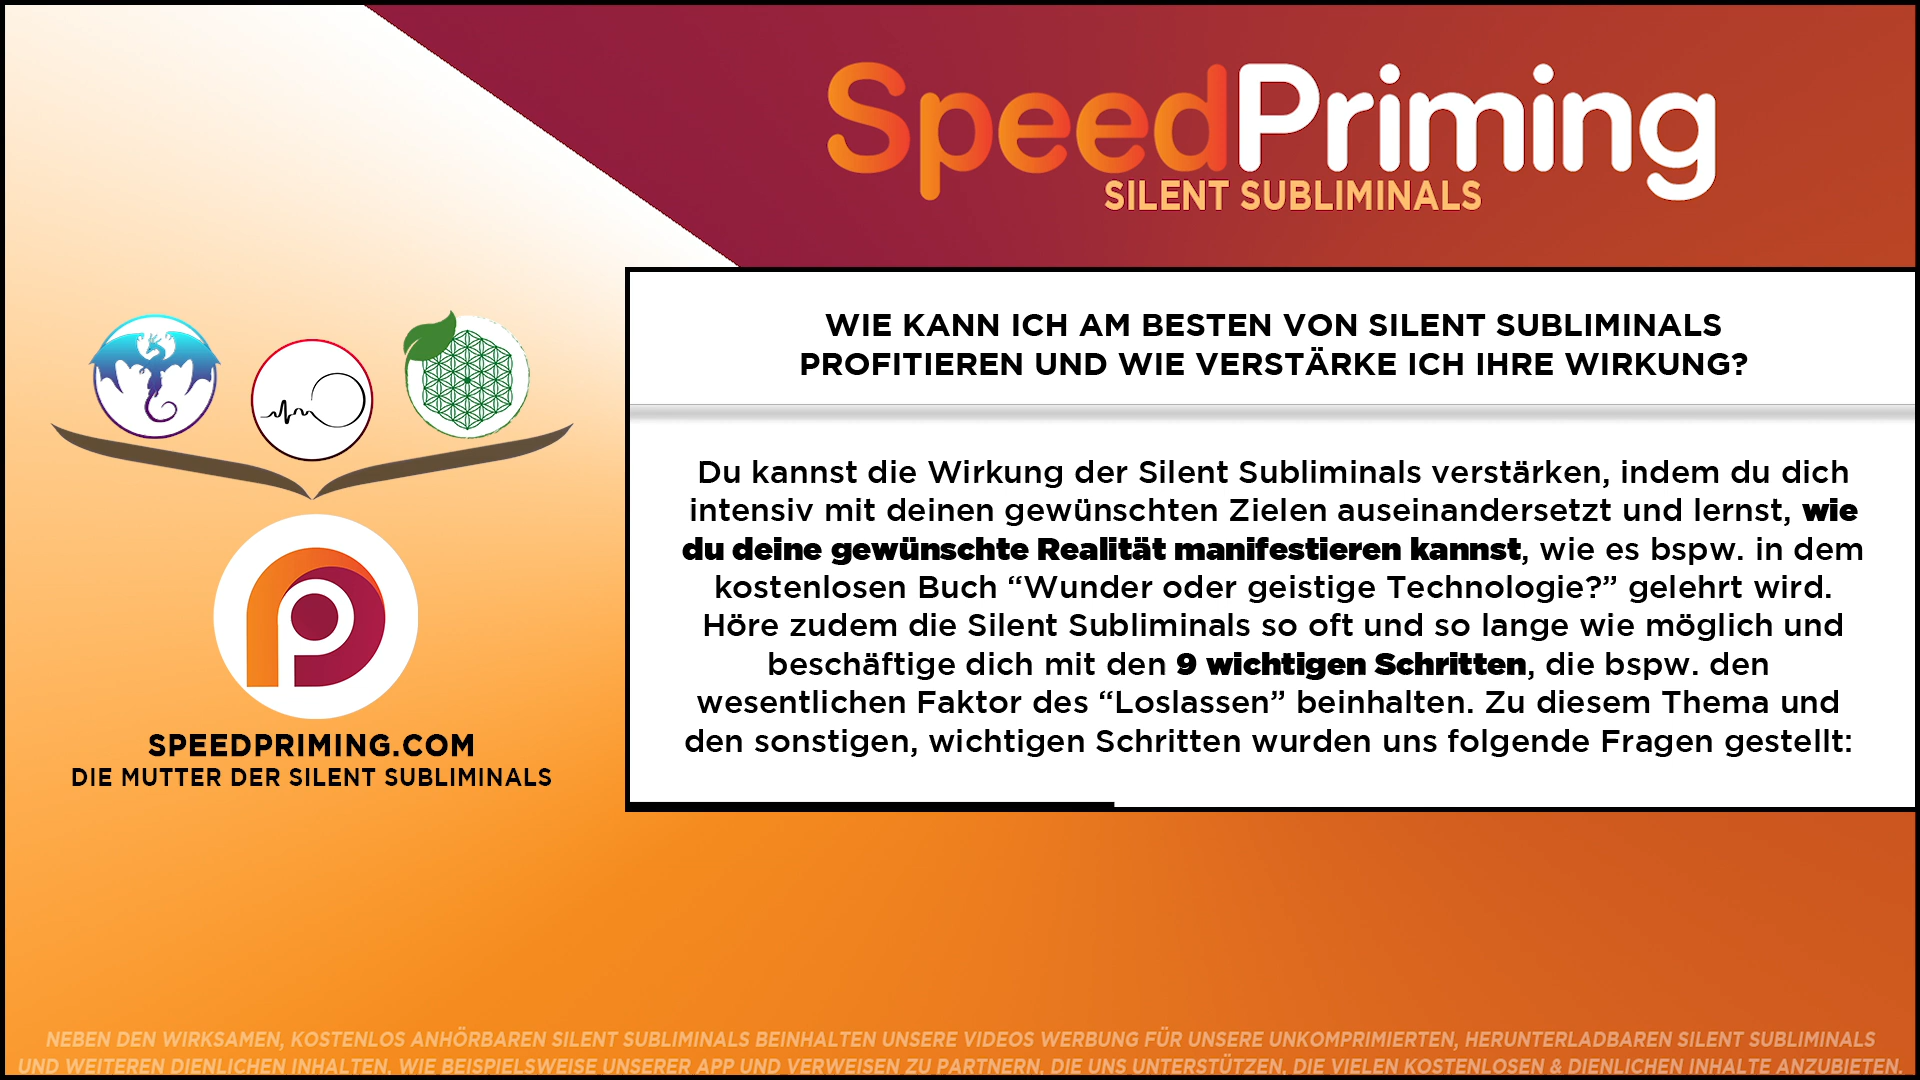 SpeedPriming
SILENT SUBLIMINALS
WIE KANN ICH AM BESTEN VON SILENT SUBLIMINALS
PROFITIEREN UND WIE VERSTÄRKE ICH IHRE WIRKUNG?
Du kannst die Wirkung der Silent Subliminals verstärken, indem du dich
intensiv mit deinen gewünschten Zielen auseinandersetzt und lernst, wie
du deine gewünschte Realität manifestieren kannst, wie es bspw. in dem
kostenlosen Buch “Wunder oder geistige Technologie?” gelehrt wird.
Höre zudem die Silent Subliminals so oft und so lange wie möglich und
beschäftige dich mit den 9 wichtigen Schritten, die bspw. den
wesentlichen Faktor des “Loslassen” beinhalten. Zu diesem Thema und
den sonstigen, wichtigen Schritten wurden uns folgende Fragen gestellt:
SPEEDPRIMING.COM
DIE MUTTER DER SILENT SUBLIMINALS
NEBEN DEN WIRKSAMEN, KOSTENLOS ANHÖRBAREN SILENT SUBLIMINALS BEINHALTEN UNSERE VIDEOS WERBUNG FÜR UNSERE UNKOMPRIMIERTEN, HERUNTERLADBAREN SILENT SUBLIMINALS
UND WEITEREN DIENLICHEN INHALTEN, WIE BEISPIELSWEISE UNSERER APP UND VERWEISEN ZU PARTNERN, DIE UNS UNTERSTÜTZEN, DIE VIELEN KOSTENLOSEN & DIENLICHEN INHALTE ANZUBIETEN.